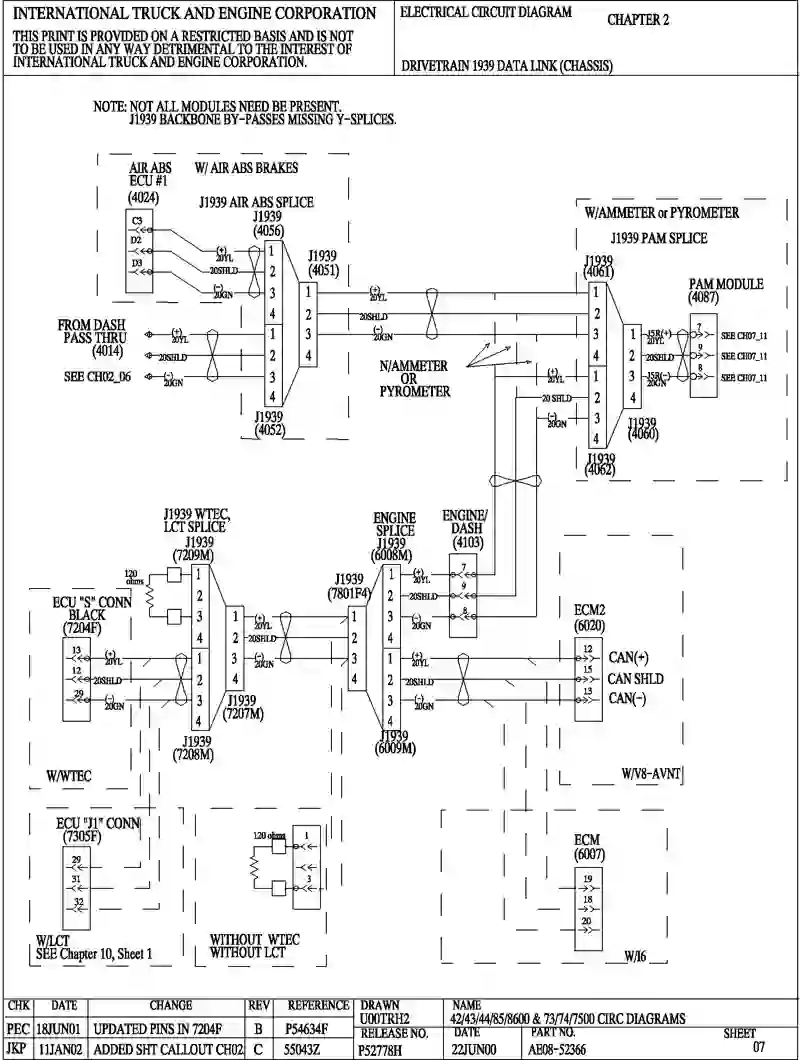 INTERNATIONAL TRUCK AND ENGINE CORPORATION
THIS PRINT IS PROVIDED ON A RESTRICTED BASIS AND IS NOT
TO BE USED IN ANY WAY DETRIMENTAL TO THE INTEREST OF
INTERNATIONAL TRUCK AND ENGINE CORPORATION.
ELECTRICAL CIRCUIT DIAGRAM
CHAPTER 2
DRIVETRAIN 1939 DATA LINK (CHASSIS)
NOTE: NOT ALL MODULES NEED BE PRESENT.
J1939 BACKBONE BY-PASSES MISSING Y-SPLICES.
AIR ABS
ECU #1
(4024)
W/ AIR ABS BRAKES
C3
D2
D3
J1939 AIR ABS SPLICE
J1939
(4056)
(+)
20YL
20SHLD
(-)
20GN
1
2
3
4
J1939
(4051)
1
2
3
4
(+)
20YL
20SHLD
(-)
20GN
FROM DASH
PASS THRU
(4014)
SEE CH02_06
(+)
20YL
20SHLD
(-)
20GN
1
2
3
4
J1939
(4052)
N/AMMETER
OR
PYROMETER
W/AMMETER or PYROMETER
J1939 PAM SPLICE
J1939
(4061)
1
2
3
4
(+)
20YL
20 SHLD
(-)
20GN
1
2
3
4
J1939
(4062)
1
2
3
4
J1939
(4060)
J5R(+)
20YL
20SHLD
J5R(-)
20GN
PAM MODULE
(4087)
7
9
8
SEE CH07_11
SEE CH07_11
SEE CH07_11
J1939 WTEC,
LCT SPLICE
J1939
(7209M)
120
ohms
1
2
3
4
1
2
3
4
J1939
(7208M)
1
2
3
4
J1939
(7207M)
(+)
20YL
20SHLD
(-)
20GN
ECU "S" CONN
BLACK
(7204F)
13
12
29
(+)
20YL
20SHLD
(-)
20GN
W/WTEC
J1939
(7801F4)
1
2
3
4
ENGINE
SPLICE
J1939
(6008M)
1
2
3
4
1
2
3
4
J1939
(6009M)
(+)
20YL
20SHLD
(-)
20GN
ENGINE/
DASH
(4103)
7
9
8
(+)
20YL
20SHLD
(-)
20GN
ECM2
(6020)
12
15
13
CAN(+)
CAN SHLD
CAN(-)
W/V8-AVNT
ECU "J1" CONN
(7305F)
29
31
32
W/LCT
SEE Chapter 10, Sheet 1
120 ohms
1
3
WITHOUT WTEC
WITHOUT LCT
ECM
(6007)
19
18
20
W/I6
CHK DATE CHANGE REV REFERENCE
PEC 18JUN01 UPDATED PINS IN 7204F B P54634F
JKP 11JAN02 ADDED SHT CALLOUT CH02 C 55043Z
DRAWN
U00TRH2
RELEASE NO.
P52778H
NAME
42/43/44/85/8600 & 73/74/7500 CIRC DIAGRAMS
DATE
22JUN00
PART NO.
AE08-52366
SHEET
07